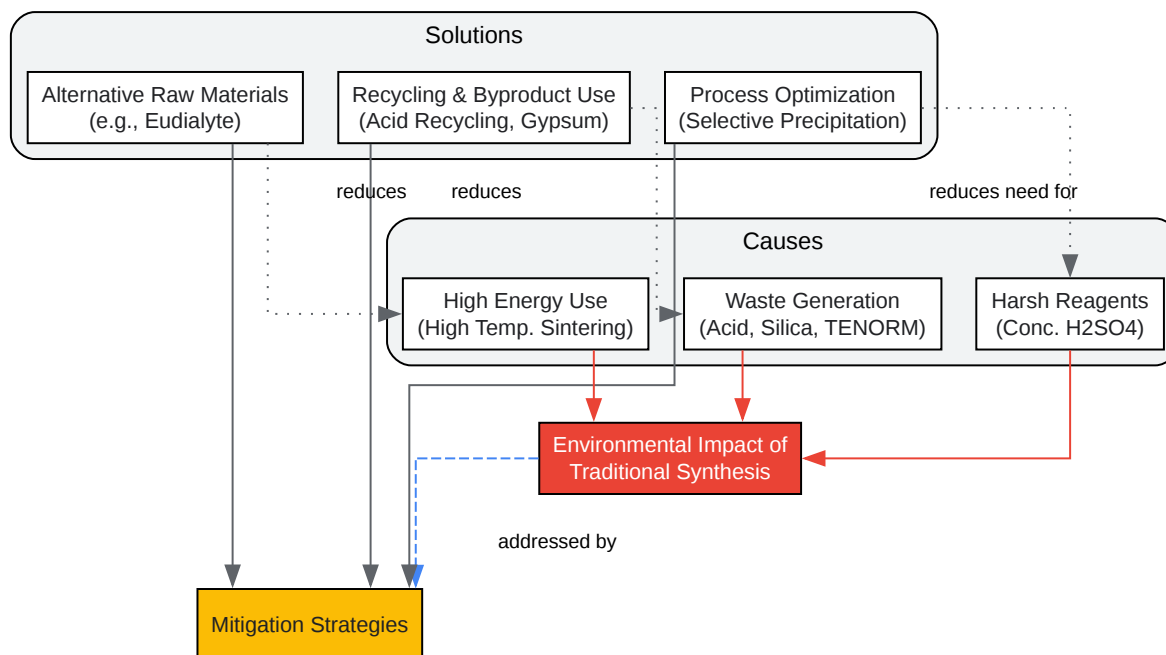 Solutions
Alternative Raw Materials
(e.g., Eudialyte)
Recycling & Byproduct Use
(Acid Recycling, Gypsum)
Process Optimization
(Selective Precipitation)
reduces
reduces
reduces need for
Causes
High Energy Use
(High Temp. Sintering)
Waste Generation
(Acid, Silica, TENORM)
Harsh Reagents
(Conc. H2SO4)
Environmental Impact of
Traditional Synthesis
addressed by
Mitigation Strategies